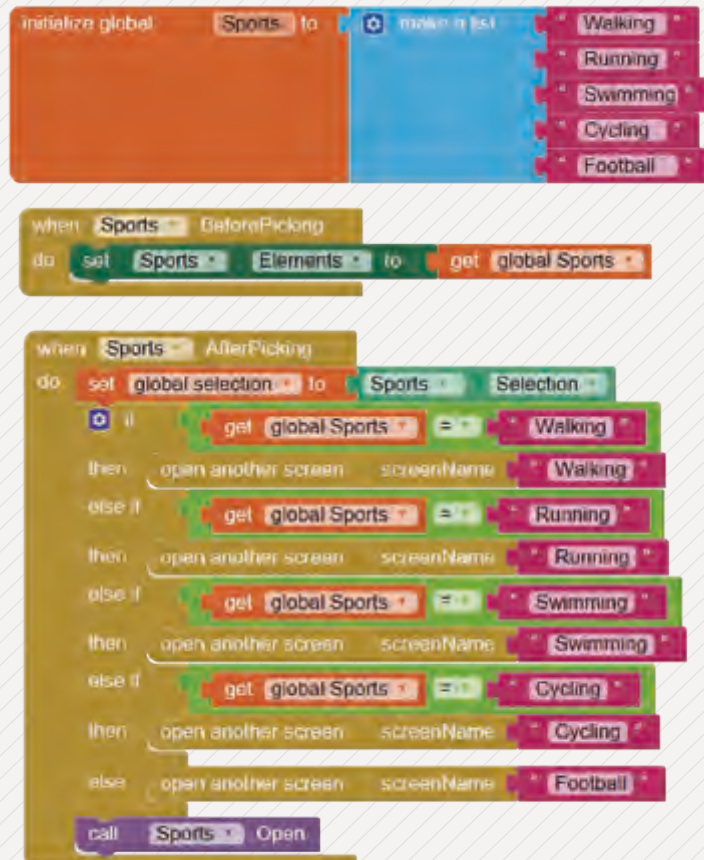 initialize global Sports to make a list " Walking "
" Running "
" Swimming "
" Cycling "
" Football "
when Sports BeforePicking
do set Sports Elements to get global Sports
when Sports AfterPicking
do set global selection to Sports Selection
if get global Sports = " Walking "
then open another screen screenName " Walking "
else if get global Sports = " Running "
then open another screen screenName " Running "
else if get global Sports = " Swimming "
then open another screen screenName " Swimming "
else if get global Sports = " Cycling "
then open another screen screenName " Cycling "
else open another screen screenName " Football "
call Sports Open